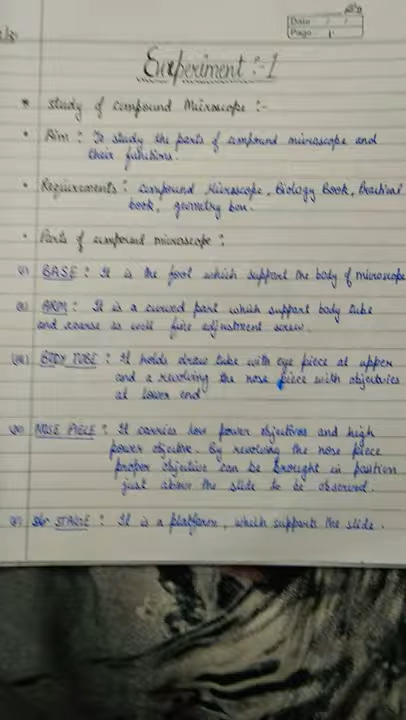 Date
Page
Experiment :- 1
* Study of compound Microscope :-
• Aim : To study the parts of compound microscope and
their functions.
• Requirements : compound Microscope, Biology Book, Practical
book, geometry box.
• Parts of compound microscope :
(i) BASE : It is the foot which support the body of microscope
(ii) ARM : It is a curved part which support body tube
and coarse as well fine adjustment screw.
(iii) BODY TUBE : It holds draw tube with eye piece at upper
and a revolving the nose piece with objectives
at lower end
(iv) NOSE PIECE : It carries low power objectives and high
power objective. By revolving the nose piece
proper objective can be brought in position
just above the slide to be observed.
(v) STAGE : It is a platform, which supports the slide.